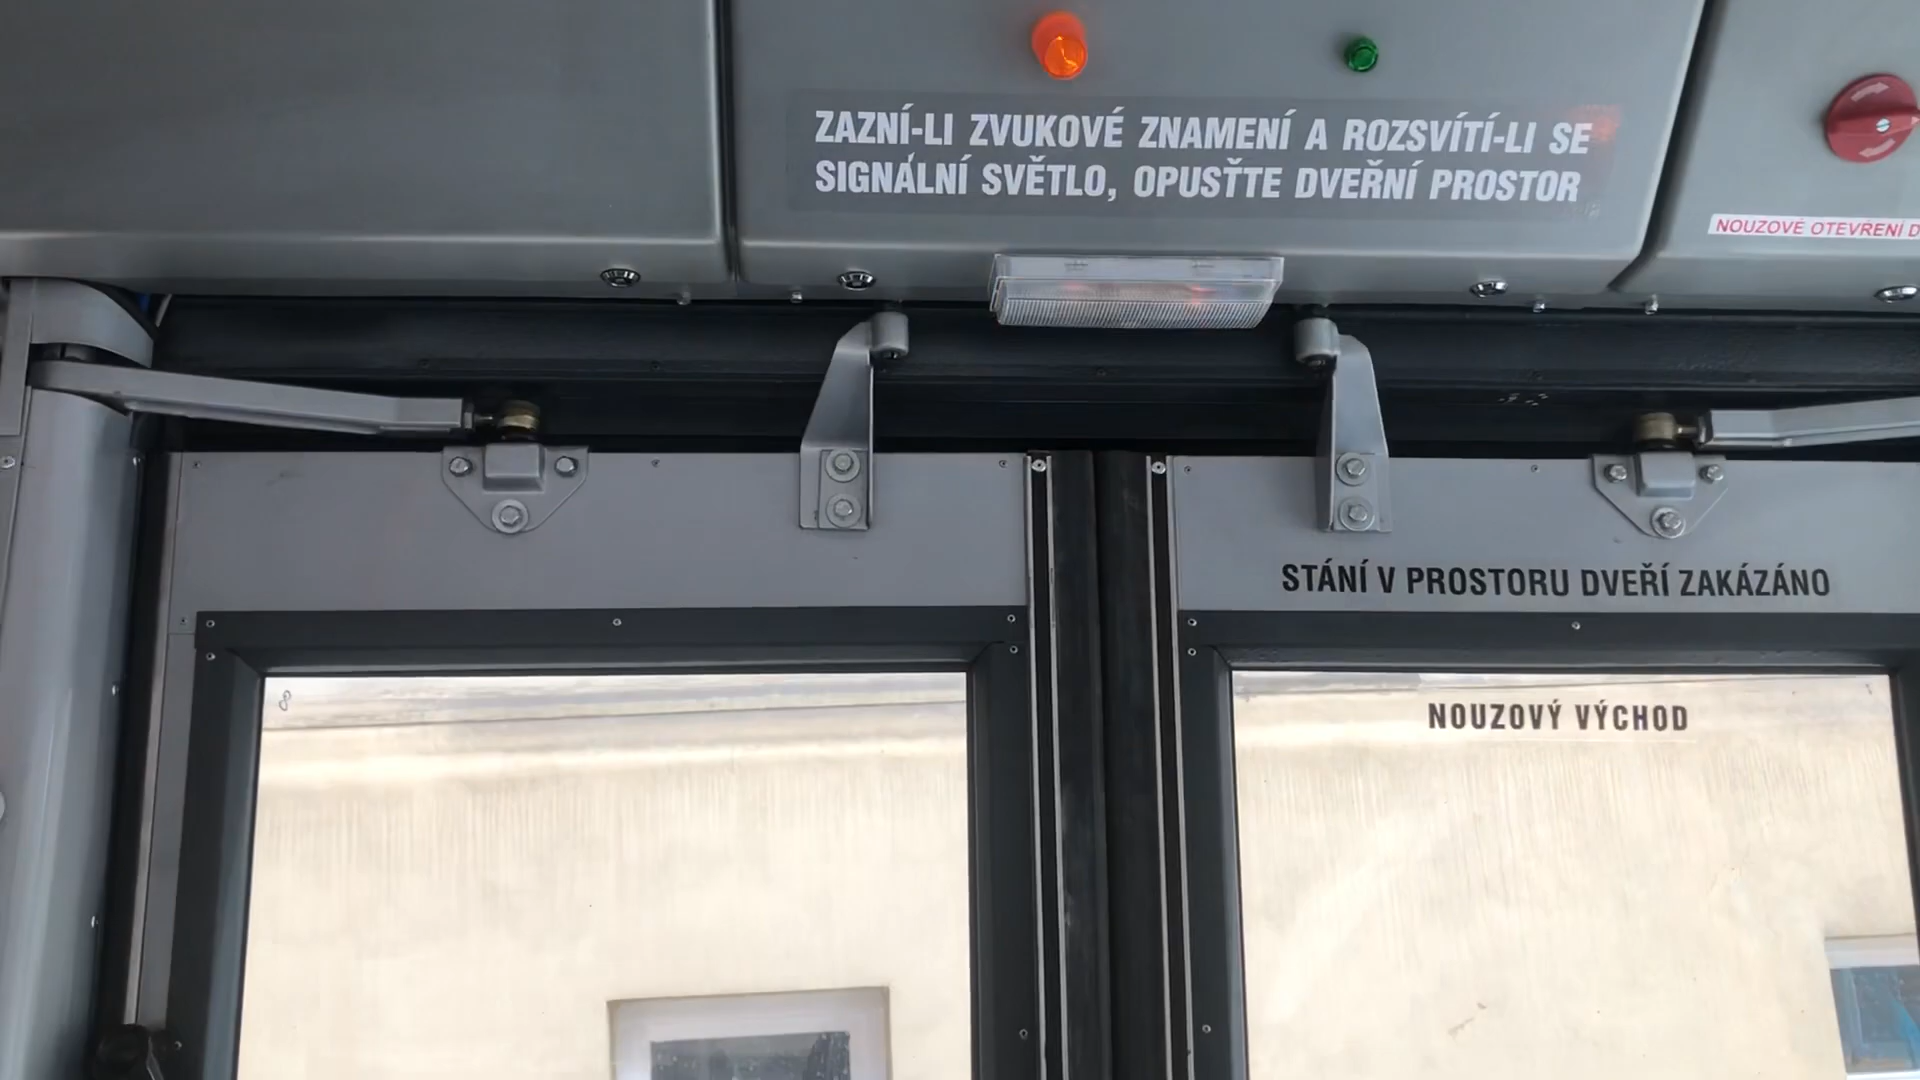 ZAZNÍ-LI ZVUKOVÉ ZNAMENÍ A ROZSVÍTÍ-LI SE
SIGNÁLNÍ SVĚTLO, OPUSŤTE DVEŘNÍ PROSTOR
NOUZOVÉ OTEVŘENÍ D
STÁNÍ V PROSTORU DVEŘÍ ZAKÁZÁNO
8
NOUZOVÝ VÝCHOD